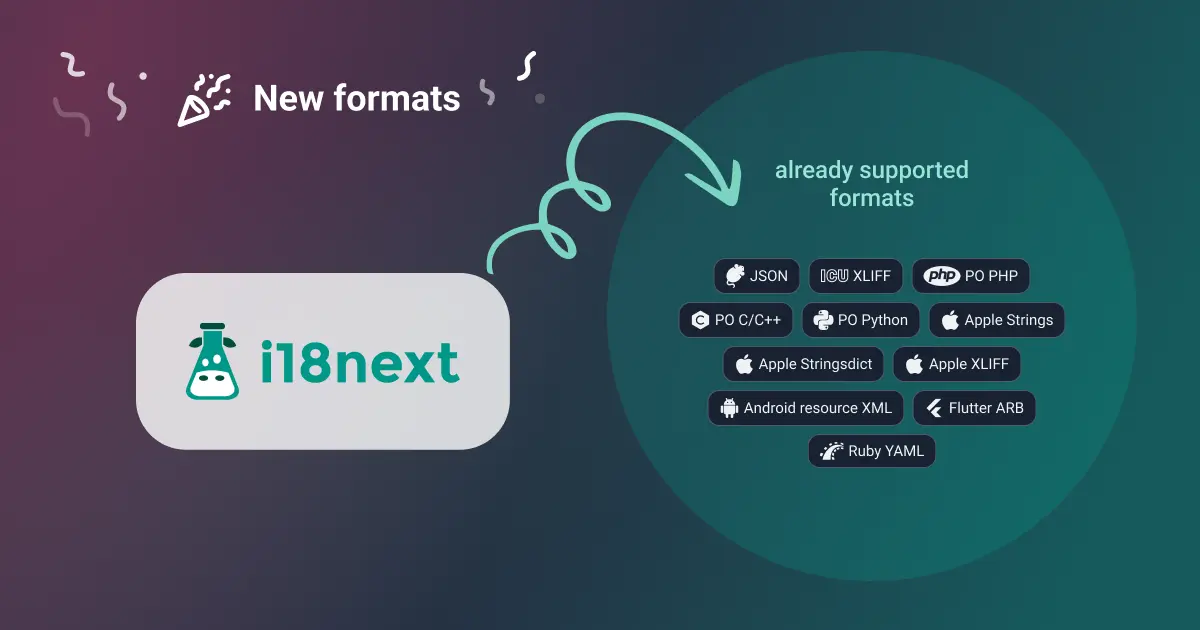 New formats
already supported
formats
i18next
JSON
ICU XLIFF
php PO PHP
C PO C/C++
PO Python
Apple Strings
Apple Stringsdict
Apple XLIFF
Android resource XML
Flutter ARB
Ruby YAML